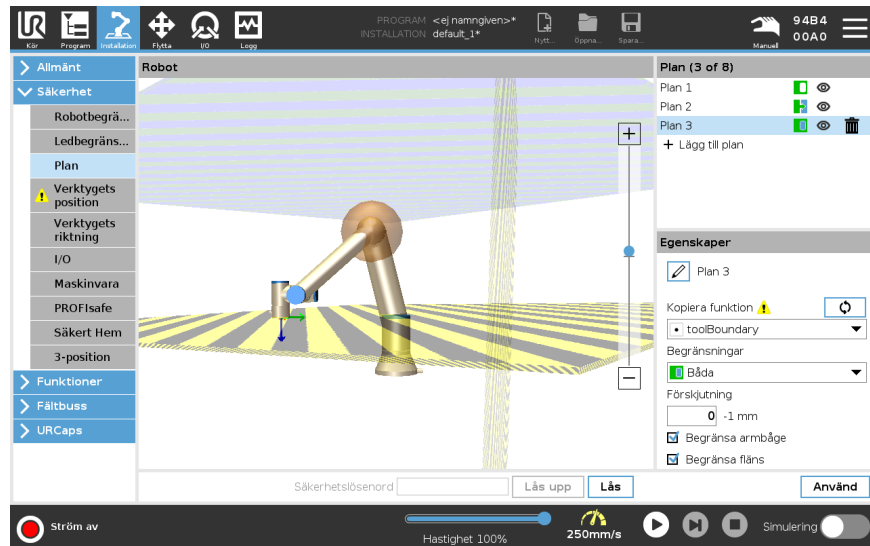 UR
PROGRAM <ej namngiven>*
INSTALLATION default_1*
94B4
00A0
Kör
Program
Installation
Flytta
I/O
Logg
Nytt...
Öppna...
Spara...
Manuell
Allmänt
Säkerhet
Robotbegrä...
Ledbegräns...
Plan
Verktygets
position
Verktygets
riktning
I/O
Maskinvara
PROFIsafe
Säkert Hem
3-position
Funktioner
Fältbuss
URCaps
Robot
Plan (3 of 8)
Plan 1
Plan 2
Plan 3
+ Lägg till plan
Egenskaper
Plan 3
Kopiera funktion
toolBoundary
Begränsningar
Båda
Förskjutning
0 -1 mm
Begränsa armbåge
Begränsa fläns
Säkerhetslösenord
Lås upp
Lås
Använd
Ström av
Hastighet 100%
250mm/s
Simulering